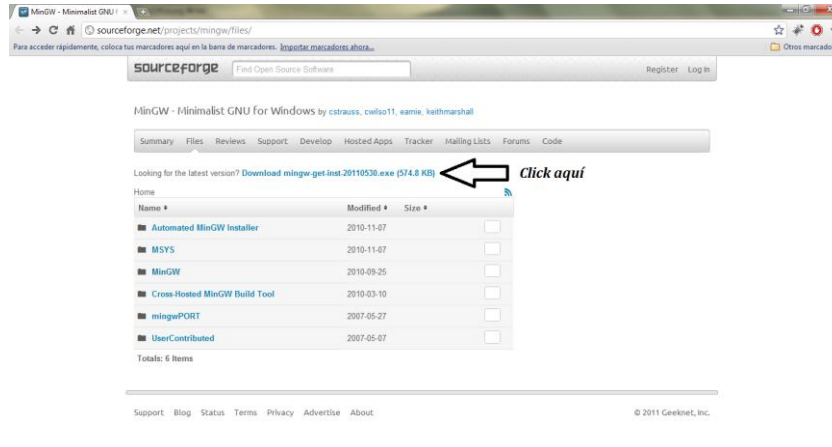 MinGW - Minimalist GNU f
sourceforge.net/projects/mingw/files/
Para acceder rápidamente, coloca tus marcadores aquí en la barra de marcadores. Importar marcadores ahora...
Otros marcado
sourceforge
Find Open Source Software
Register Log In
MinGW - Minimalist GNU for Windows by cstrauss, cwilso11, earnie, keithmarshall
Summary Files Reviews Support Develop Hosted Apps Tracker Mailing Lists Forums Code
Looking for the latest version? Download mingw-get-inst-20110530.exe (574.8 KB)
Click aquí
Home
Name Modified Size
Automated MinGW Installer 2010-11-07
MSYS 2010-11-07
MinGW 2010-09-25
Cross-Hosted MinGW Build Tool 2010-03-10
mingwPORT 2007-05-27
UserContributed 2007-05-07
Totals: 6 Items
Support Blog Status Terms Privacy Advertise About
© 2011 Geeknet, Inc.